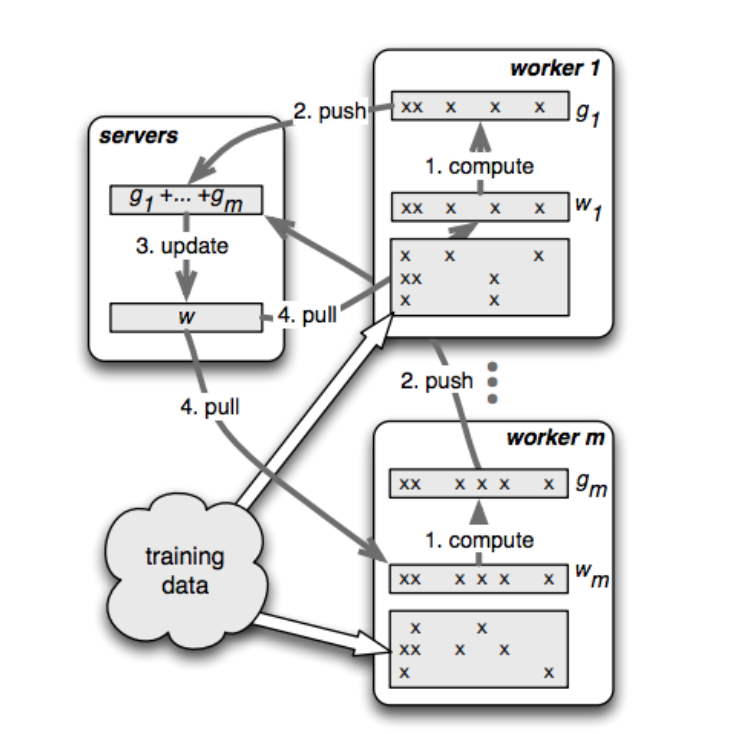 worker 1
xx x x x g1
2. push
1. compute
xx x x x w1
x x x
xx x
x x
servers
g1 +... +gm
3. update
w
4. pull
4. pull
2. push
worker m
xx x x x x gm
1. compute
xx x x x x wm
x x
xx x x
x x
training
data